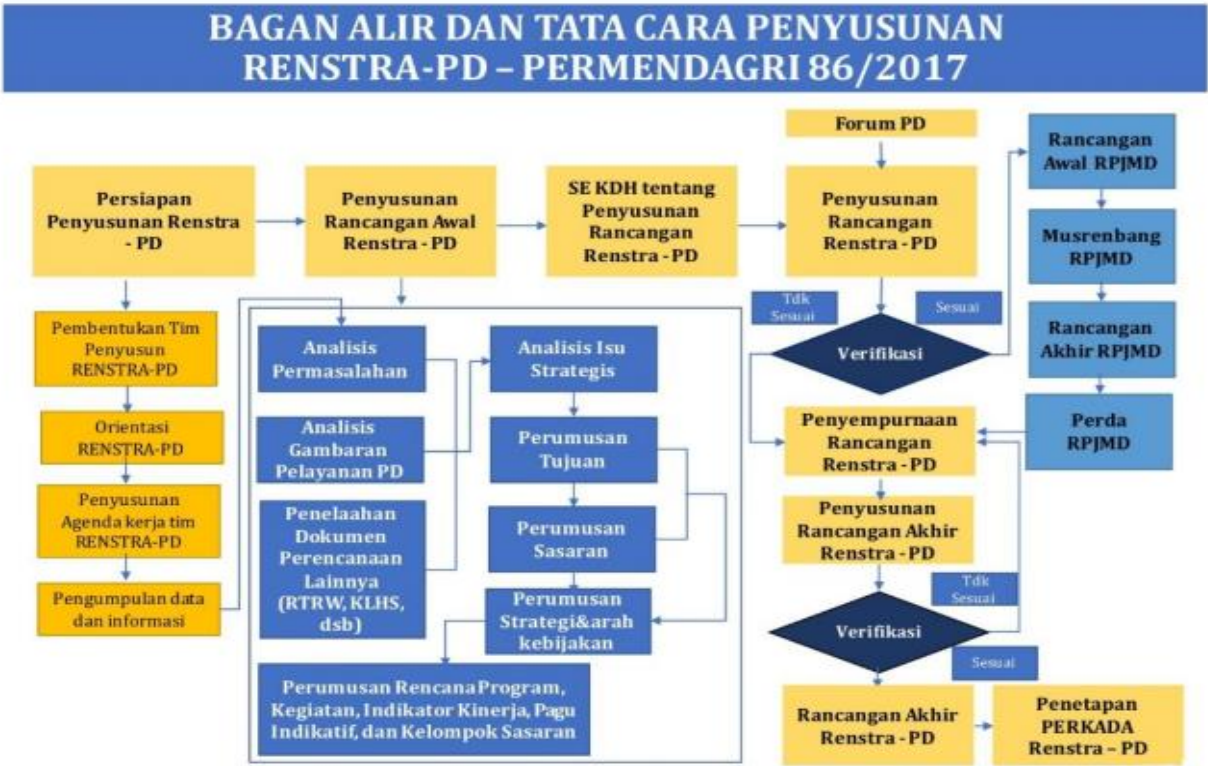 BAGAN ALIR DAN TATA CARA PENYUSUNAN
RENSTRA-PD – PERMENDAGRI 86/2017
Forum PD
Persiapan
Penyusunan Renstra
- PD
Penyusunan
Rancangan Awal
Renstra - PD
SE KDH tentang
Penyusunan
Rancangan
Renstra - PD
Penyusunan
Rancangan
Renstra - PD
Rancangan
Awal RPJMD
Musrenbang
RPJMD
Rancangan
Akhir RPJMD
Perda
RPJMD
Pembentukan Tim
Penyusun
RENSTRA-PD
Orientasi
RENSTRA-PD
Penyusunan
Agenda kerja tim
RENSTRA-PD
Pengumpulan data
dan informasi
Analisis
Permasalahan
Analisis
Gambaran
Pelayanan PD
Penelaahan
Dokumen
Perencanaan
Lainnya
(RTRW, KLHS,
dsb)
Analisis Isu
Strategis
Perumusan
Tujuan
Perumusan
Sasaran
Perumusan
Strategi&arah
kebijakan
Perumusan Rencana Program,
Kegiatan, Indikator Kinerja, Pagu
Indikatif, dan Kelompok Sasaran
Tdk
Sesuai
Sesuai
Verifikasi
Penyempurnaan
Rancangan
Renstra - PD
Penyusunan
Rancangan Akhir
Renstra - PD
Tdk
Sesuai
Verifikasi
Sesuai
Rancangan Akhir
Renstra - PD
Penetapan
PERKADA
Renstra – PD